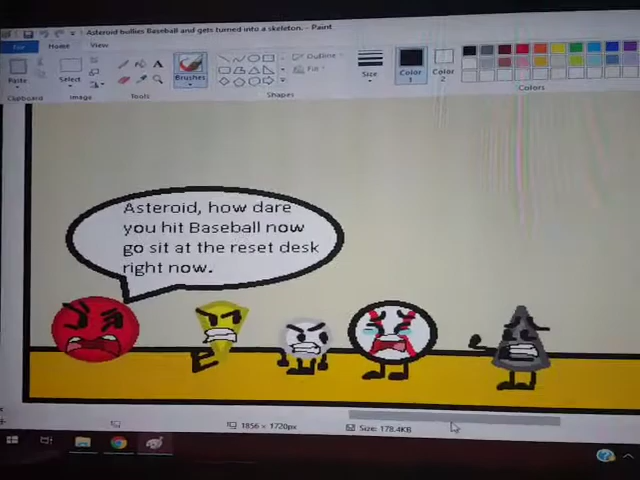 Asteroid bullies Baseball and gets turned into a skeleton. - Paint
File Home View
Paste Select Brushes Outline Fill Size Color 1 Color 2
Clipboard Image Tools Shapes Colors
Asteroid, how dare
you hit Baseball now
go sit at the reset desk
right now.
1856 × 1720px Size: 178.4KB